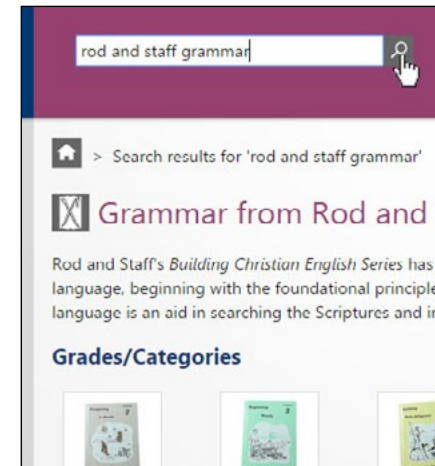 rod and staff grammar
> Search results for 'rod and staff grammar'
Grammar from Rod and
Rod and Staff's Building Christian English Series has
language, beginning with the foundational principle
language is an aid in searching the Scriptures and i
Grades/Categories
2
3